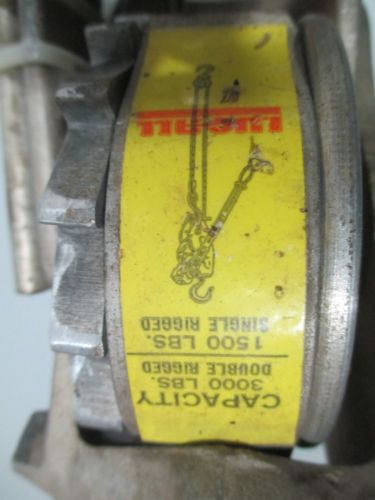 CAPACITY
3000 LBS.
DOUBLE RIGGED
1500 LBS.
SINGLE RIGGED